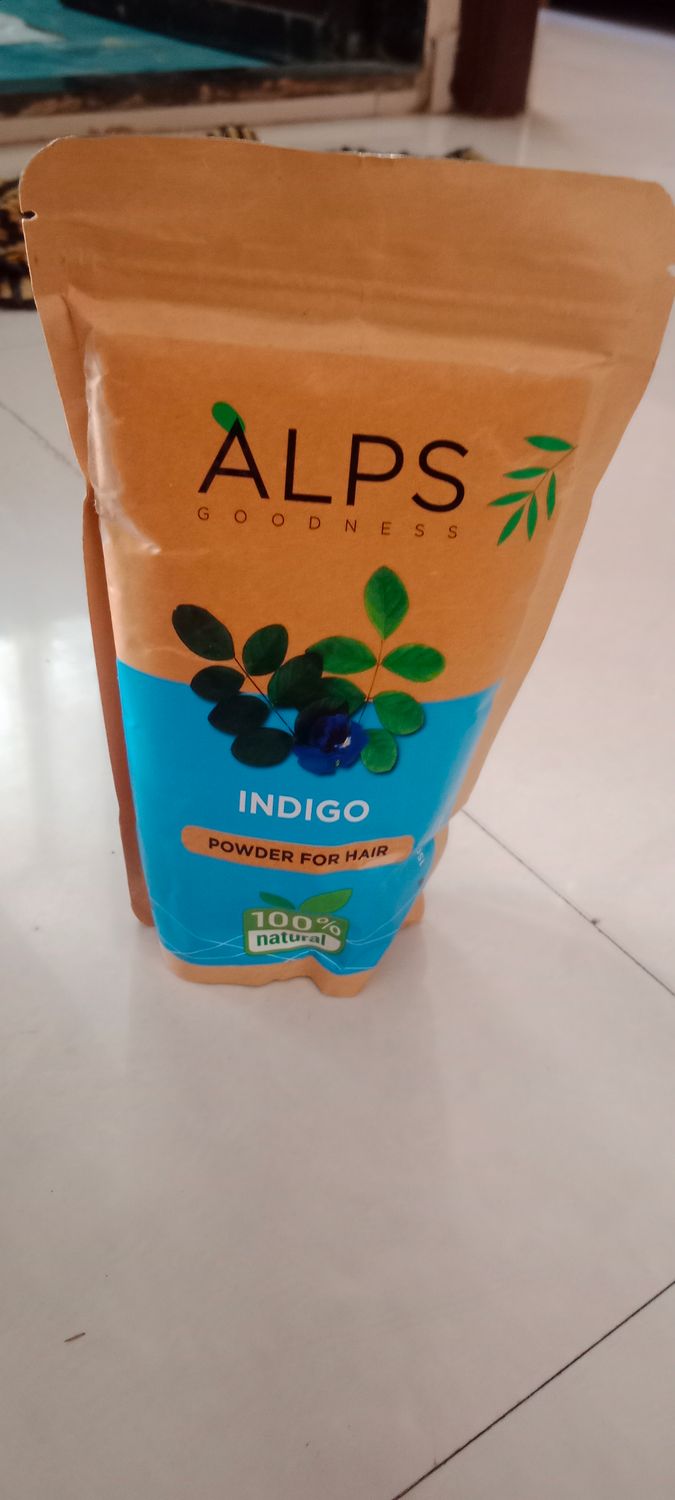 ALPS
GOODNESS
INDIGO
POWDER FOR HAIR
100%
natural